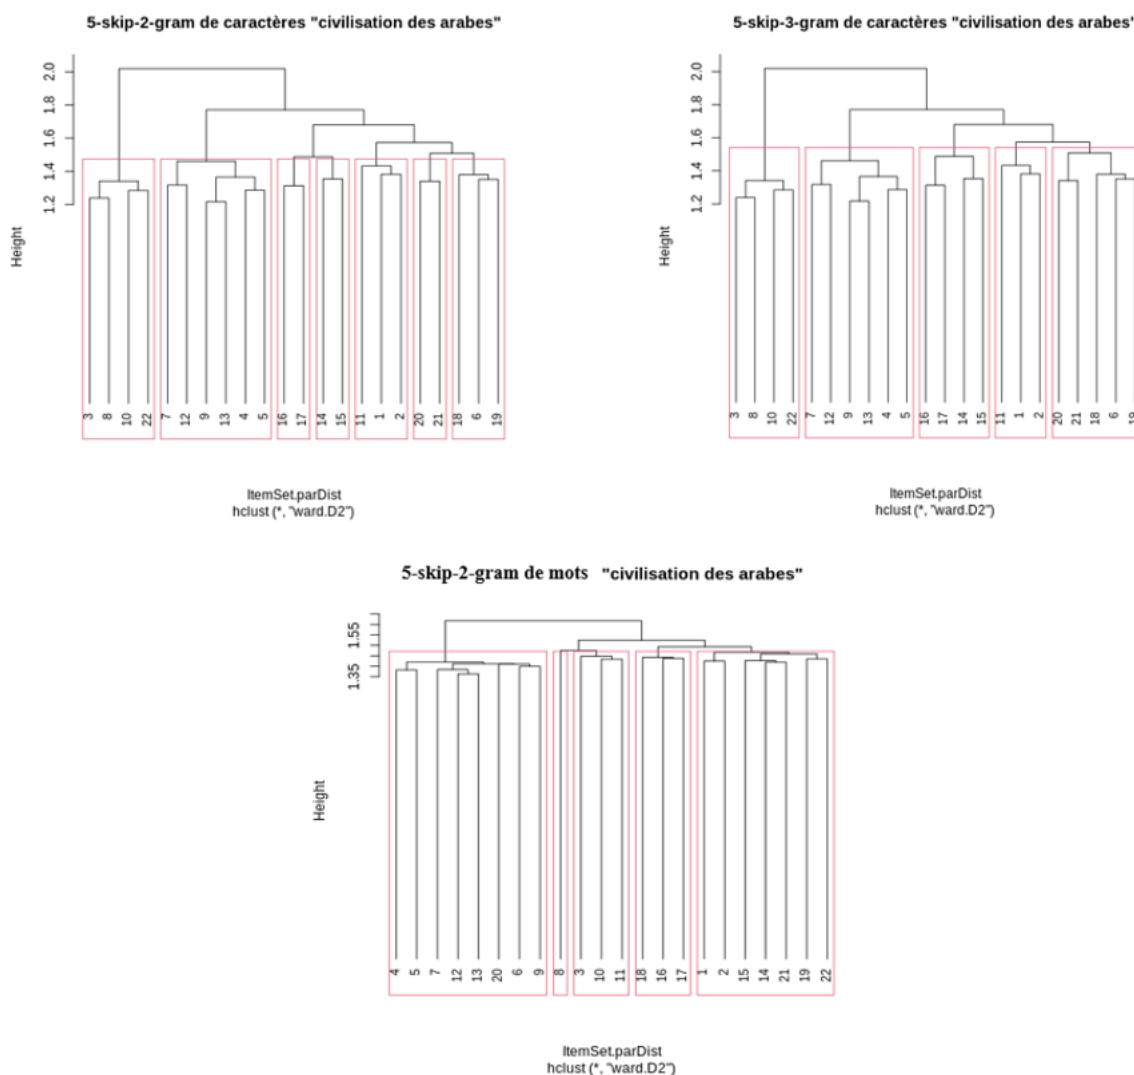 5-skip-2-gram de caractères "civilisation des arabes"
Height
1.2 1.4 1.6 1.8 2.0
3 8 10 22 7 12 9 13 4 5 16 17 14 15 11 1 2 20 21 18 6 19
ItemSet.parDist
hclust (*, "ward.D2")
5-skip-3-gram de caractères "civilisation des arabes"
Height
1.2 1.4 1.6 1.8 2.0
3 8 10 22 7 12 9 13 4 5 16 17 14 15 11 1 2 20 21 18 6 19
ItemSet.parDist
hclust (*, "ward.D2")
5-skip-2-gram de mots "civilisation des arabes"
Height
1.35 1.55
4 5 7 12 13 20 6 9 8 3 10 11 18 16 17 1 2 15 14 21 19 22
ItemSet.parDist
hclust (*, "ward.D2")